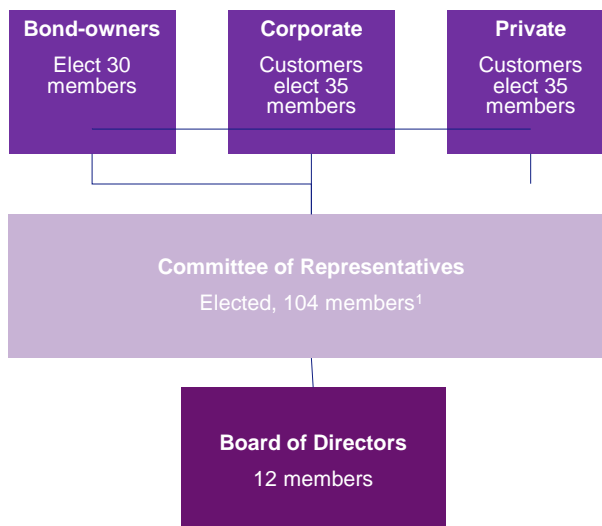 Bond-owners
Elect 30
members
Corporate
Customers
elect 35
members
Private
Customers
elect 35
members
Committee of Representatives
Elected, 104 members¹
Board of Directors
12 members